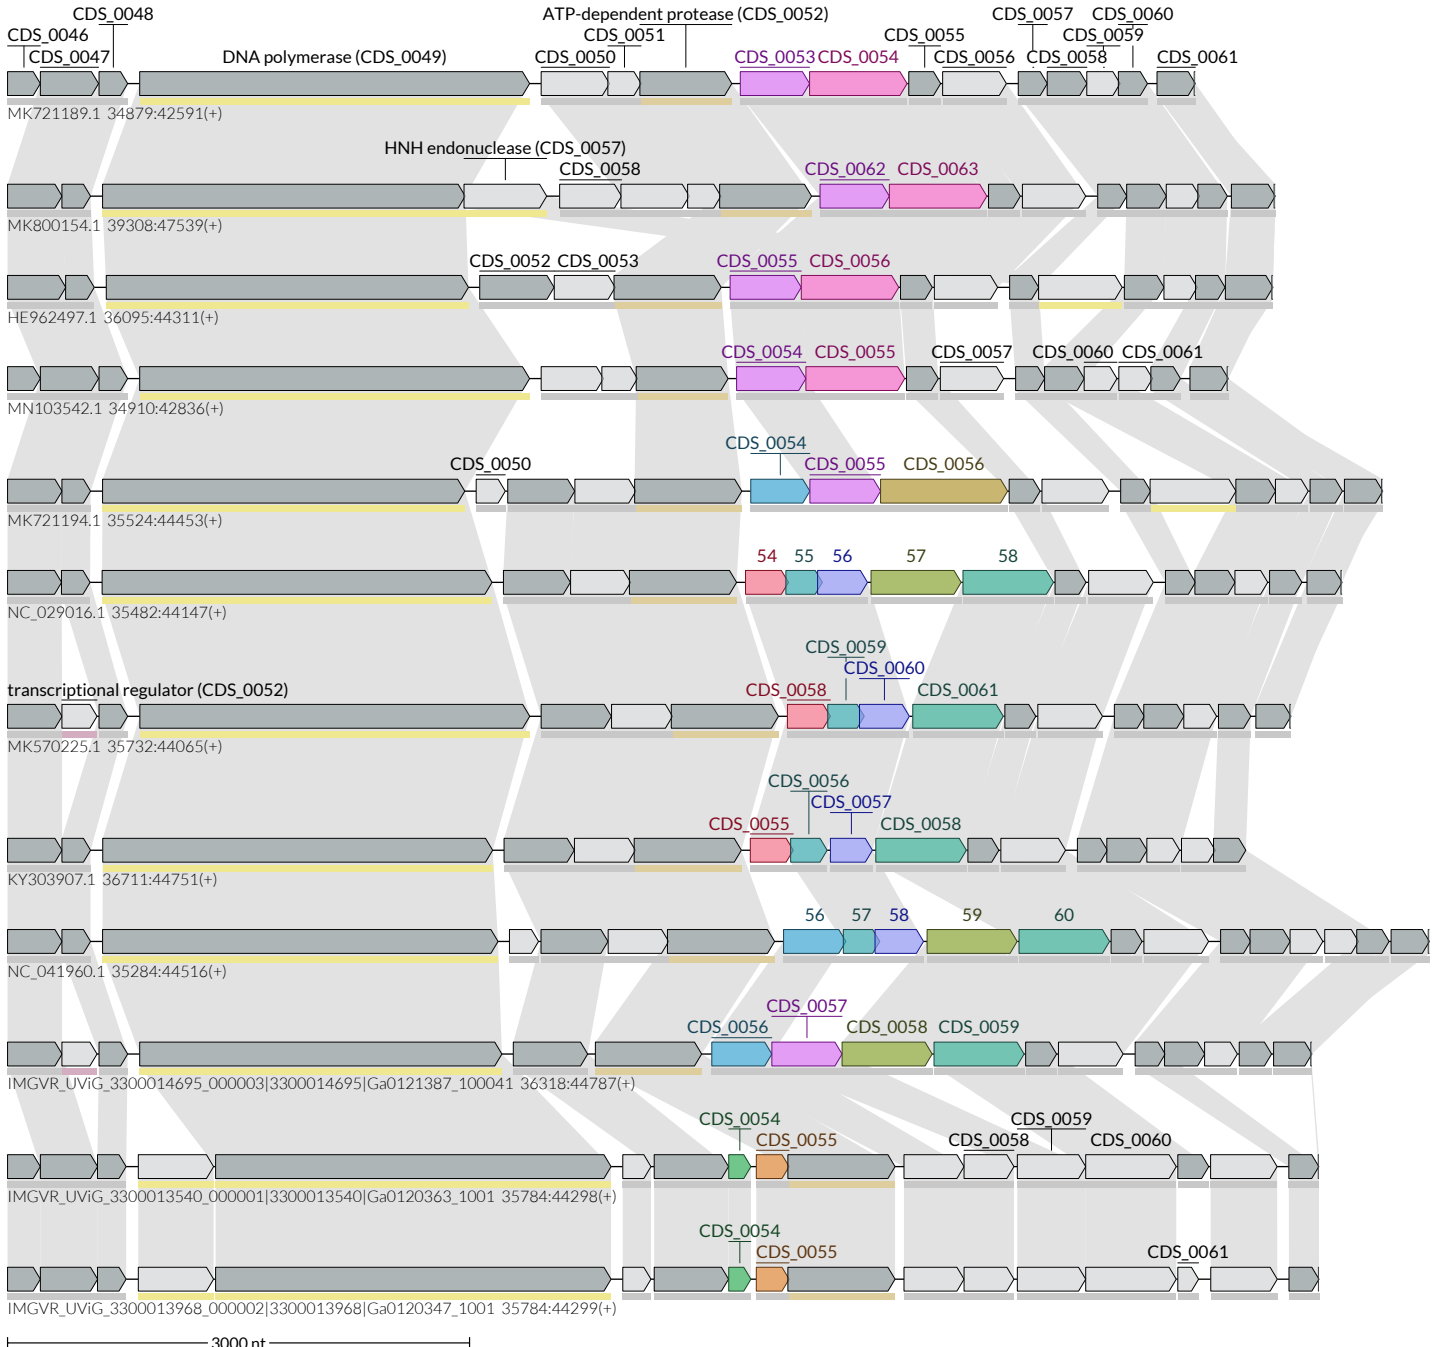 CDS_0048 ATP-dependent protease (CDS_0052) CDS_0057 CDS_0060
CDS_0046 CDS_0051 CDS_0055 CDS_0059
CDS_0047 DNA polymerase (CDS_0049) CDS_0050 CDS_0053 CDS_0054 CDS_0056 CDS_0058 CDS_0061
MK721189.1 34879:42591(+)
HNH endonuclease (CDS_0057)
CDS_0058 CDS_0062 CDS_0063
MK800154.1 39308:47539(+)
CDS_0052 CDS_0053 CDS_0055 CDS_0056
HE962497.1 36095:44311(+)
CDS_0054 CDS_0055 CDS_0057 CDS_0060 CDS_0061
MN103542.1 34910:42836(+)
CDS_0054
CDS_0050 CDS_0055 CDS_0056
MK721194.1 35524:44453(+)
54 55 56 57 58
NC_029016.1 35482:44147(+)
CDS_0059
CDS_0060
transcriptional regulator (CDS_0052) CDS_0058 CDS_0061
MK570225.1 35732:44065(+)
CDS_0056
CDS_0057
CDS_0055 CDS_0058
KY303907.1 36711:44751(+)
56 57 58 59 60
NC_041960.1 35284:44516(+)
CDS_0057
CDS_0056 CDS_0058 CDS_0059
IMGVR_UViG_3300014695_000003|3300014695|Ga0121387_100041 36318:44787(+)
CDS_0054 CDS_0059
CDS_0055 CDS_0058 CDS_0060
IMGVR_UViG_3300013540_000001|3300013540|Ga0120363_1001 35784:44298(+)
CDS_0054
CDS_0055 CDS_0061
IMGVR_UViG_3300013968_000002|3300013968|Ga0120347_1001 35784:44299(+)
3000 nt